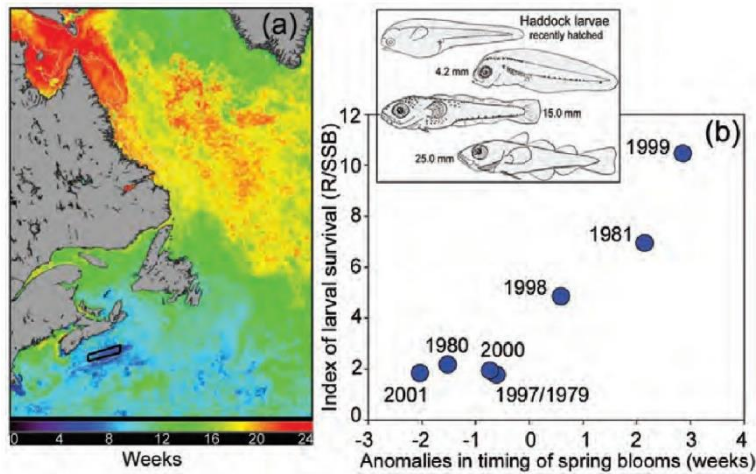 (a)
0 4 8 12 16 20 24
Weeks
Haddock larvae
recently hatched
4.2 mm
15.0 mm
25.0 mm
(b)
Index of larval survival (R/SSB)
12
10
8
6
4
2
0
1999
1981
1998
1980
2000
2001
1997/1979
-3 -2 -1 0 1 2 3 4
Anomalies in timing of spring blooms (weeks)